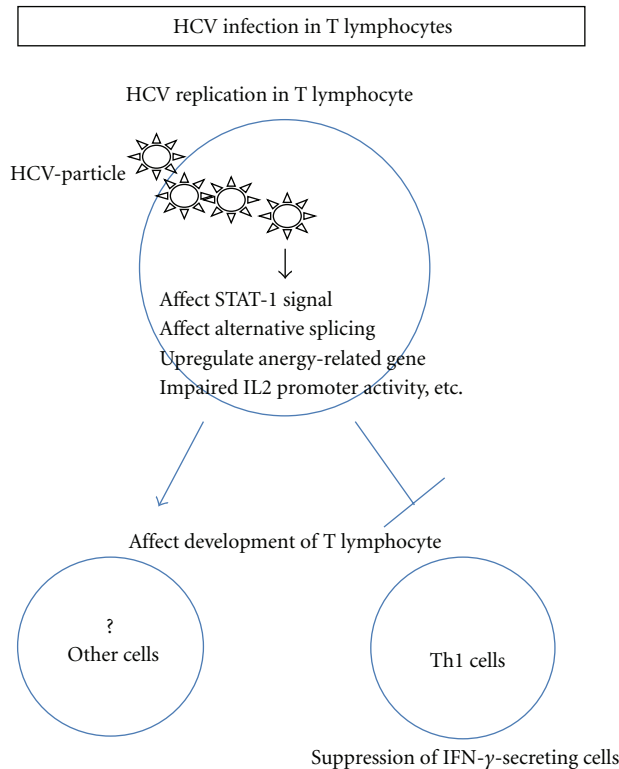 HCV infection in T lymphocytes
HCV replication in T lymphocyte
HCV-particle
Affect STAT-1 signal
Affect alternative splicing
Upregulate anergy-related gene
Impaired IL2 promoter activity, etc.
Affect development of T lymphocyte
?
Other cells
Th1 cells
Suppression of IFN-γ-secreting cells